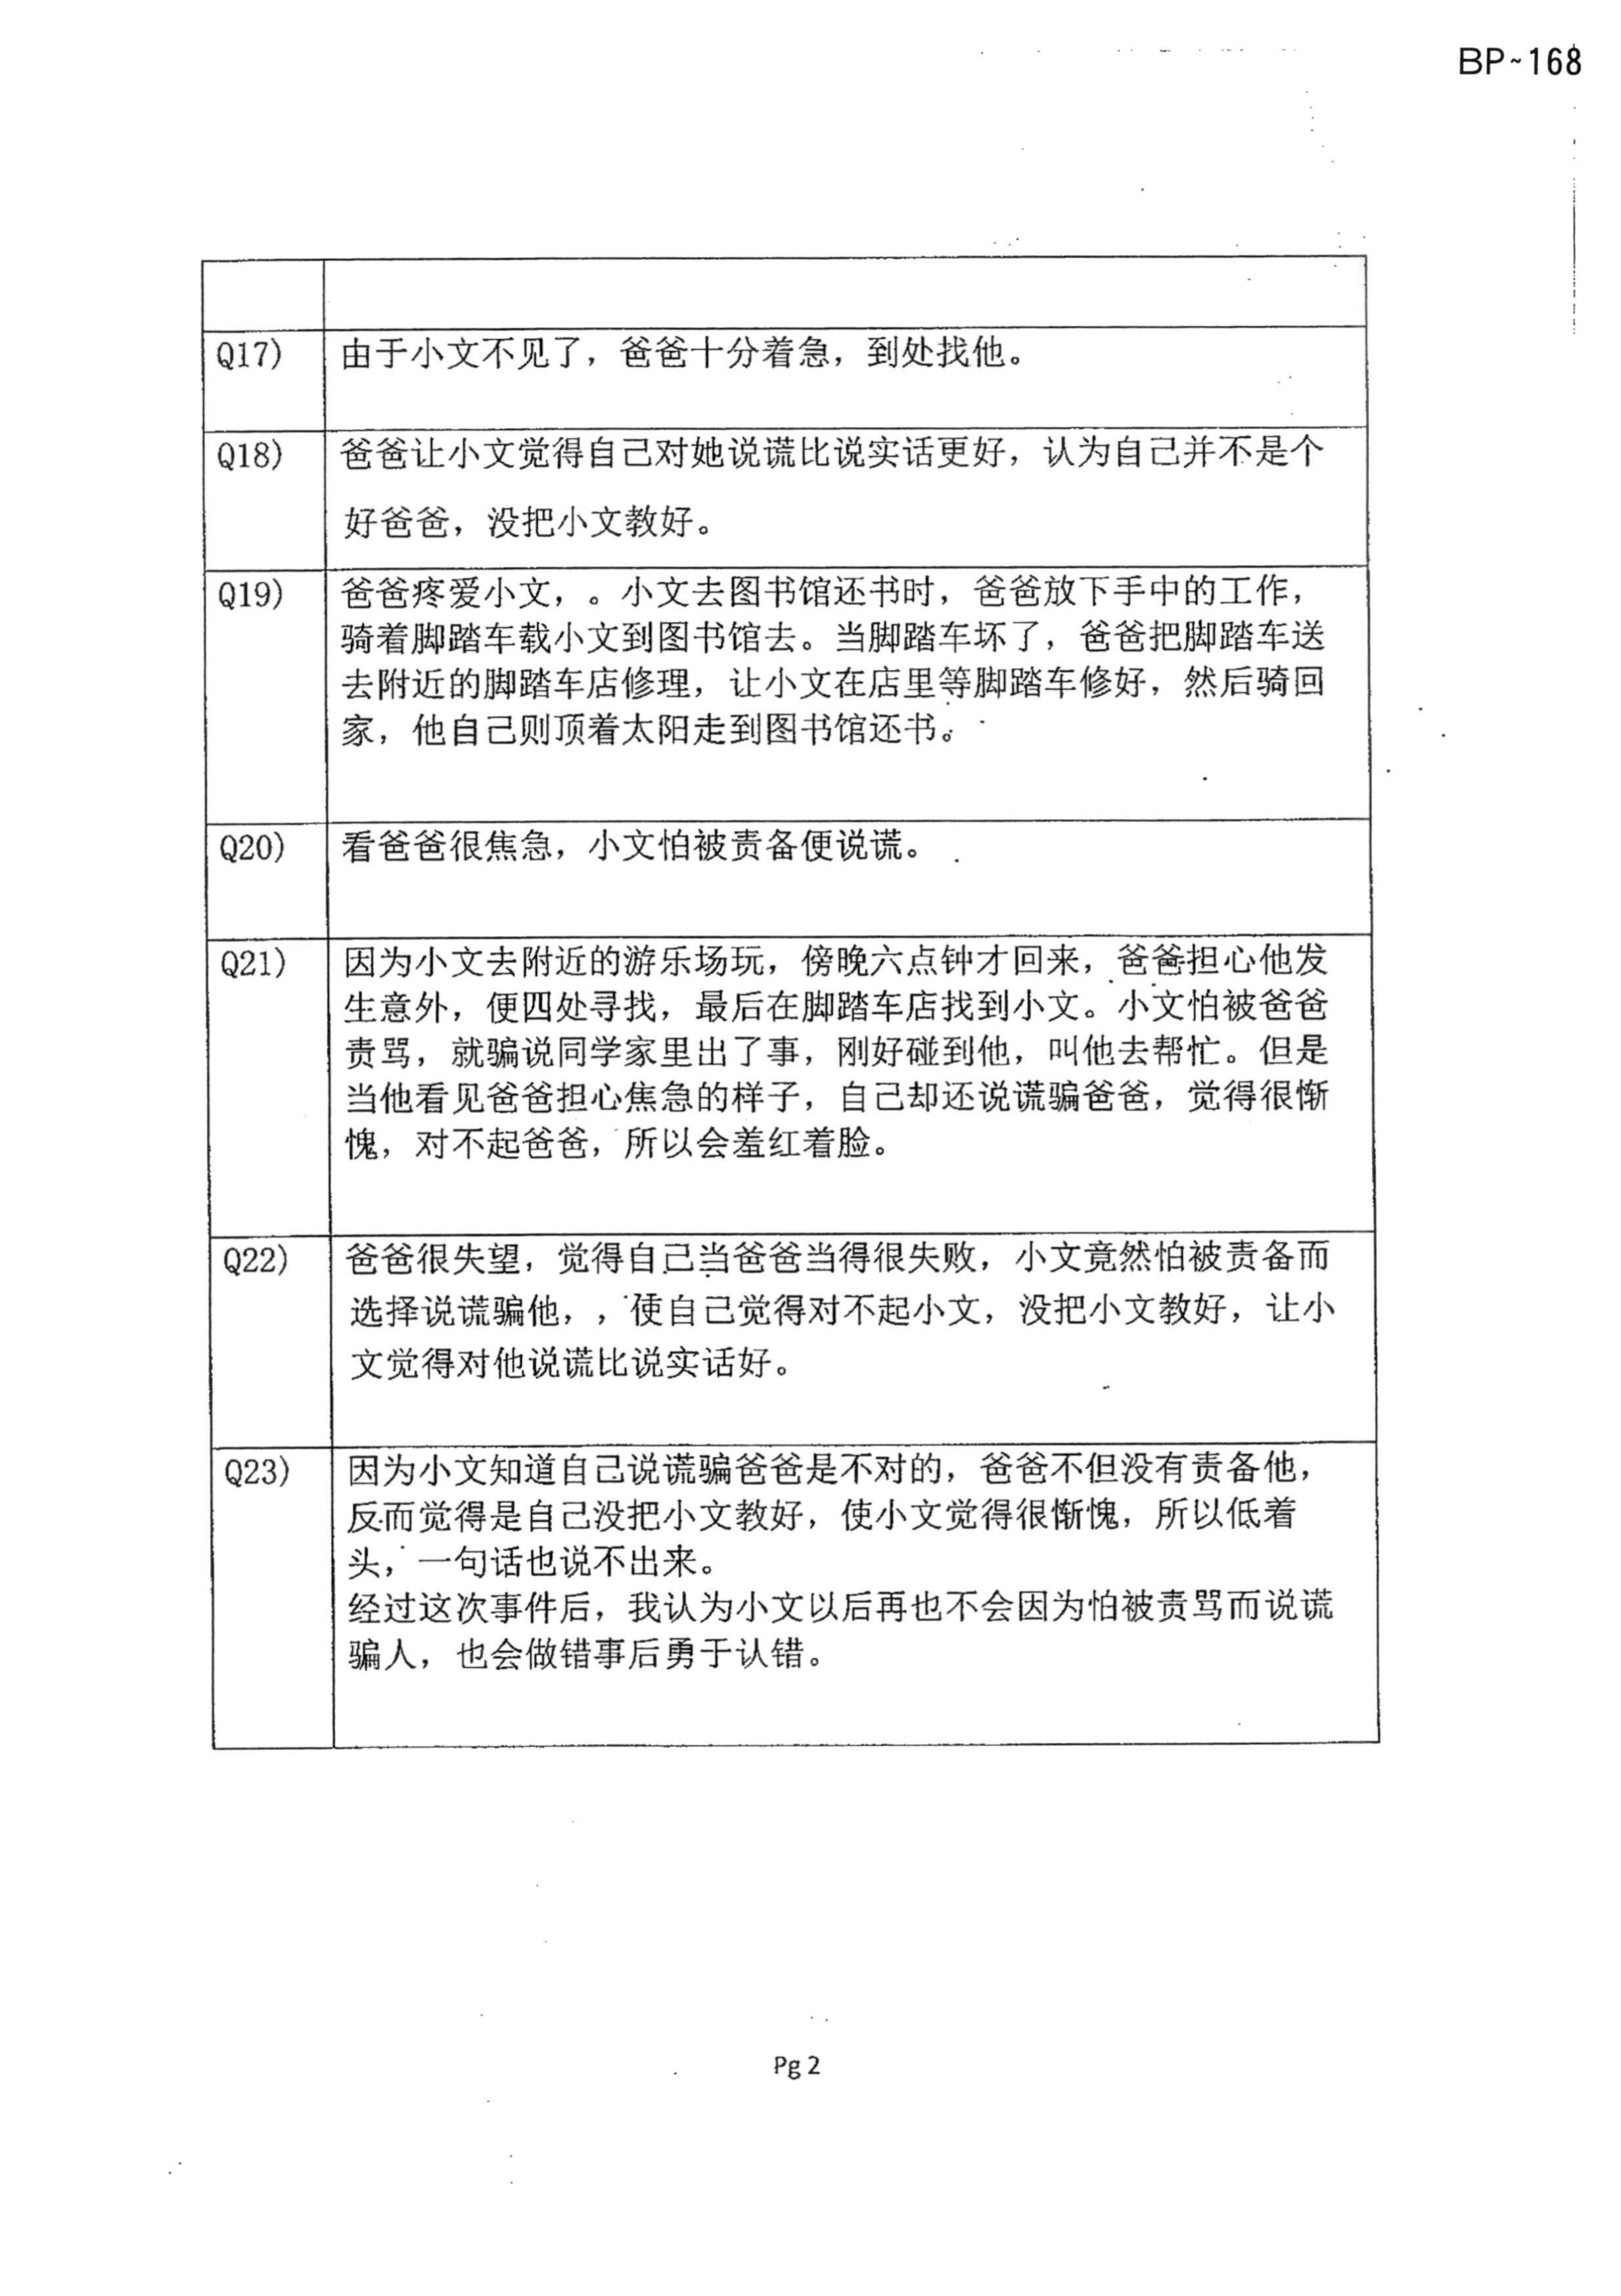 BP~168
Q17) 由于小文不见了，爸爸十分着急，到处找他。
Q18) 爸爸让小文觉得自己对她说谎比说实话更好，认为自己并不是个
好爸爸，没把小文教好。
Q19) 爸爸疼爱小文，。小文去图书馆还书时，爸爸放下手中的工作，
骑着脚踏车载小文到图书馆去。当脚踏车坏了，爸爸把脚踏车送
去附近的脚踏车店修理，让小文在店里等脚踏车修好，然后骑回
家，他自己则顶着太阳走到图书馆还书。
Q20) 看爸爸很焦急，小文怕被责备便说谎。
Q21) 因为小文去附近的游乐场玩，傍晚六点钟才回来，爸爸担心他发
生意外，便四处寻找，最后在脚踏车店找到小文。小文怕被爸爸
责骂，就骗说同学家里出了事，刚好碰到他，叫他去帮忙。但是
当他看见爸爸担心焦急的样子，自己却还说谎骗爸爸，觉得很惭
愧，对不起爸爸，所以会羞红着脸。
Q22) 爸爸很失望，觉得自己当爸爸当得很失败，小文竟然怕被责备而
选择说谎骗他，，使自己觉得对不起小文，没把小文教好，让小
文觉得对他说谎比说实话好。
Q23) 因为小文知道自己说谎骗爸爸是不对的，爸爸不但没有责备他，
反而觉得是自己没把小文教好，使小文觉得很惭愧，所以低着
头，一句话也说不出来。
经过这次事件后，我认为小文以后再也不会因为怕被责骂而说谎
骗人，也会做错事后勇于认错。
Pg 2